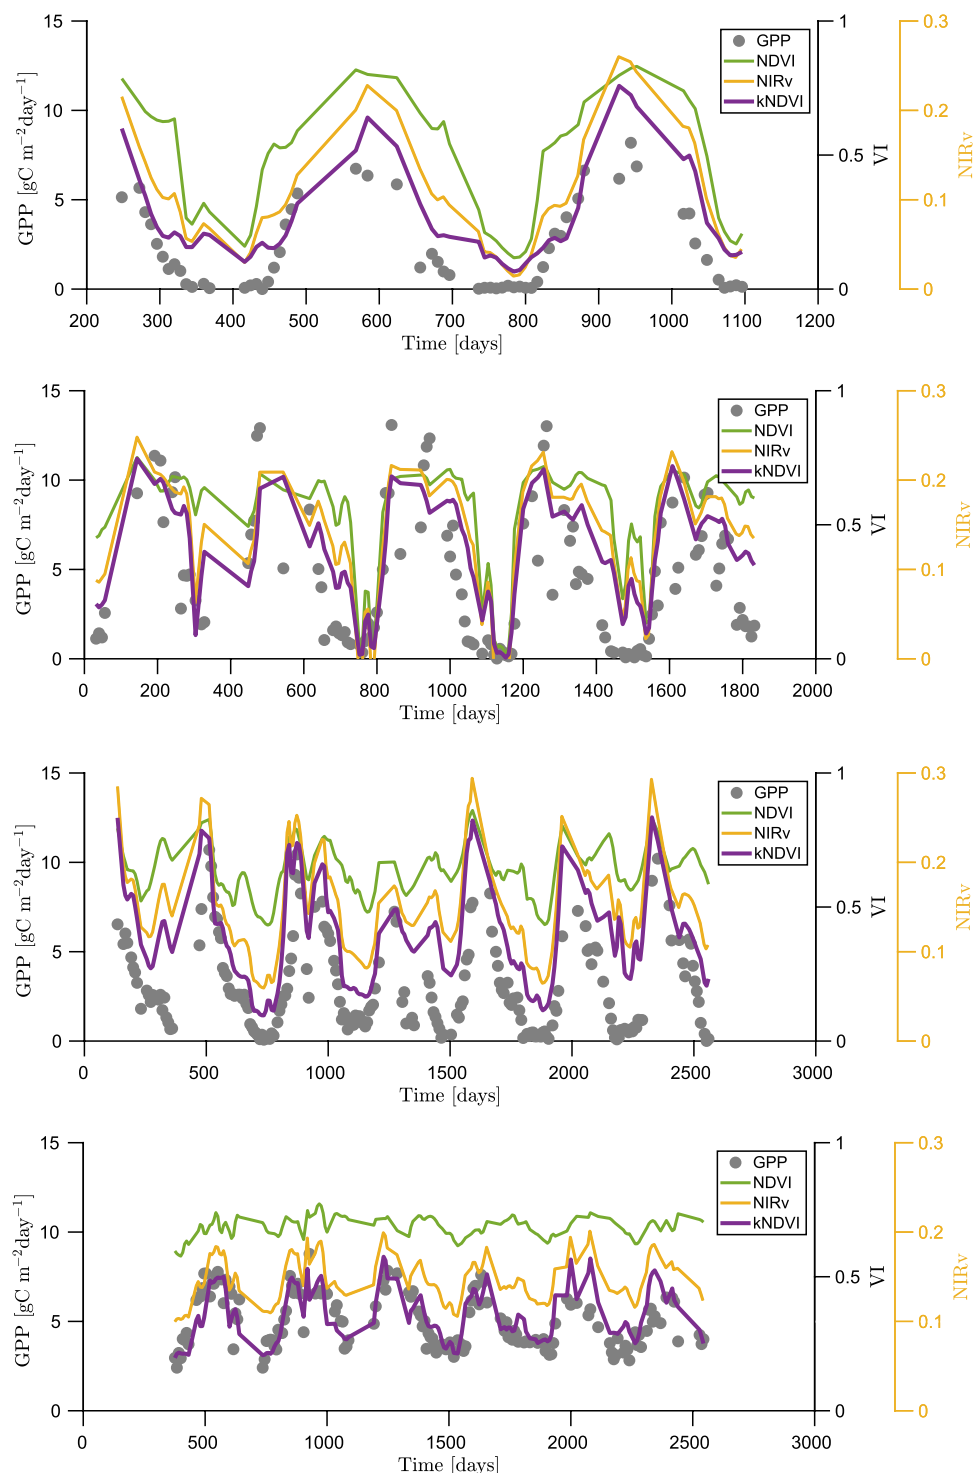 15
10
5
0
GPP [gC m−2day−1]
200 300 400 500 600 700 800 900 1000 1100 1200
Time [days]
1
0.5
0
VI
0.3
0.2
0.1
0
NIRv
GPP
NDVI
NIRv
kNDVI
15
10
5
0
GPP [gC m−2day−1]
0 200 400 600 800 1000 1200 1400 1600 1800 2000
Time [days]
1
0.5
0
VI
0.3
0.2
0.1
0
NIRv
GPP
NDVI
NIRv
kNDVI
15
10
5
0
GPP [gC m−2day−1]
0 500 1000 1500 2000 2500 3000
Time [days]
1
0.5
0
VI
0.3
0.2
0.1
0
NIRv
GPP
NDVI
NIRv
kNDVI
15
10
5
0
GPP [gC m−2day−1]
0 500 1000 1500 2000 2500 3000
Time [days]
1
0.5
0
VI
0.3
0.2
0.1
0
NIRv
GPP
NDVI
NIRv
kNDVI